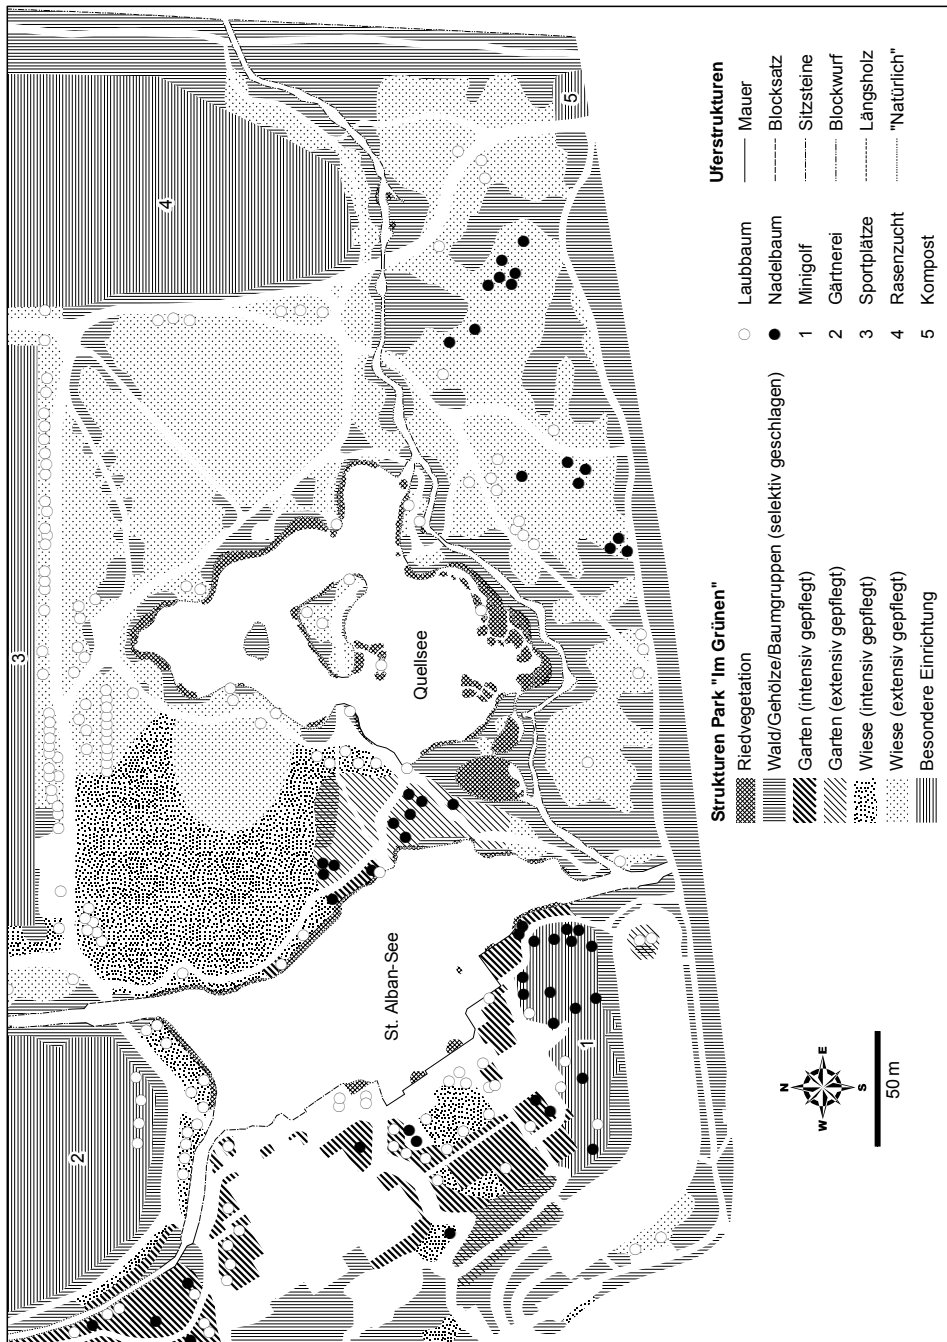 3
4
5
2
1
Quellsee
St. Alban-See
N
W
E
S
50 m
Strukturen Park "Im Grünen"
Riedvegetation
Wald/Gehölze/Baumgruppen (selektiv geschlagen)
Garten (intensiv gepflegt)
Garten (extensiv gepflegt)
Wiese (intensiv gepflegt)
Wiese (extensiv gepflegt)
Besondere Einrichtung
Laubbaum
Nadelbaum
1 Minigolf
2 Gärtnerei
3 Sportplätze
4 Rasenzucht
5 Kompost
Uferstrukturen
Mauer
Blocksatz
Sitzsteine
Blockwurf
Längsholz
"Natürlich"